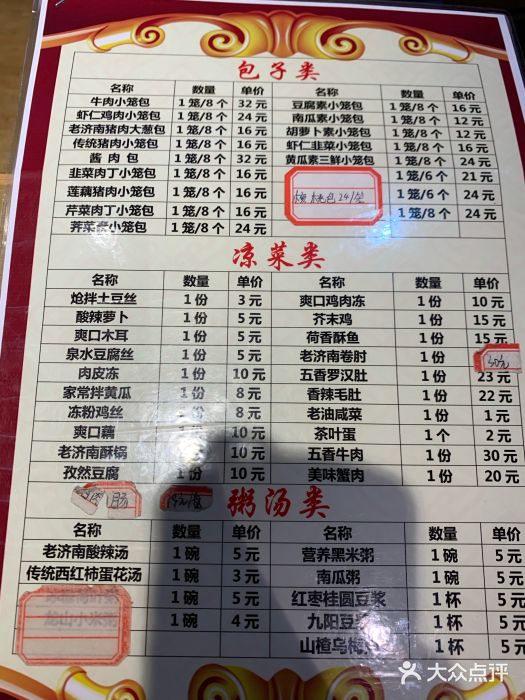 包子类
名称 数量 单价 名称 数量 单价
牛肉小笼包 1笼/8个 32元 豆腐素小笼包 1笼/8个 16元
虾仁鸡肉小笼包 1笼/8个 24元 南瓜素小笼包 1笼/8个 12元
老济南猪肉大葱包 1笼/8个 16元 胡萝卜素小笼包 1笼/8个 12元
传统猪肉小笼包 1笼/8个 16元 虾仁韭菜小笼包 1笼/8个 24元
酱肉包 1笼/8个 32元 黄瓜素三鲜小笼包 1笼/8个 16元
韭菜肉丁小笼包 1笼/8个 16元 1笼/6个 21元
莲藕猪肉小笼包 1笼/8个 24元 1笼/6个 24元
芹菜肉丁小笼包 1笼/8个 16元 1笼/8个 24元
荠菜素小笼包 1笼/8个 24元
包24/笼
凉菜类
名称 数量 单价 名称 数量 单价
炝拌土豆丝 1份 3元 爽口鸡肉冻 1份 10元
酸辣萝卜 1份 5元 芥末鸡 1份 15元
爽口木耳 1份 5元 荷香酥鱼 1份 15元
泉水豆腐丝 1份 5元 老济南卷肘 1份
肉皮冻 1份 10元 五香罗汉肚 1份 23元
家常拌黄瓜 1份 8元 香辣毛肚 1份 22元
冻粉鸡丝 1份 8元 老油咸菜 1份 1元
爽口藕 1份 10元 茶叶蛋 1个 2元
老济南酥锅 1份 10元 五香牛肉 1份 30元
孜然豆腐 1份 10元 美味蟹肉 1份 20元
肠
粥汤类
名称 数量 单价 名称 数量 单价
老济南酸辣汤 1碗 5元 营养黑米粥 1碗 5元
传统西红柿蛋花汤 1碗 3元 南瓜粥 1碗 5元
1碗 5元 红枣桂圆豆浆 1杯 5元
龙山小米粥 1碗 4元 九阳豆浆 1杯 5元
山楂乌梅 1杯 5元
大众点评